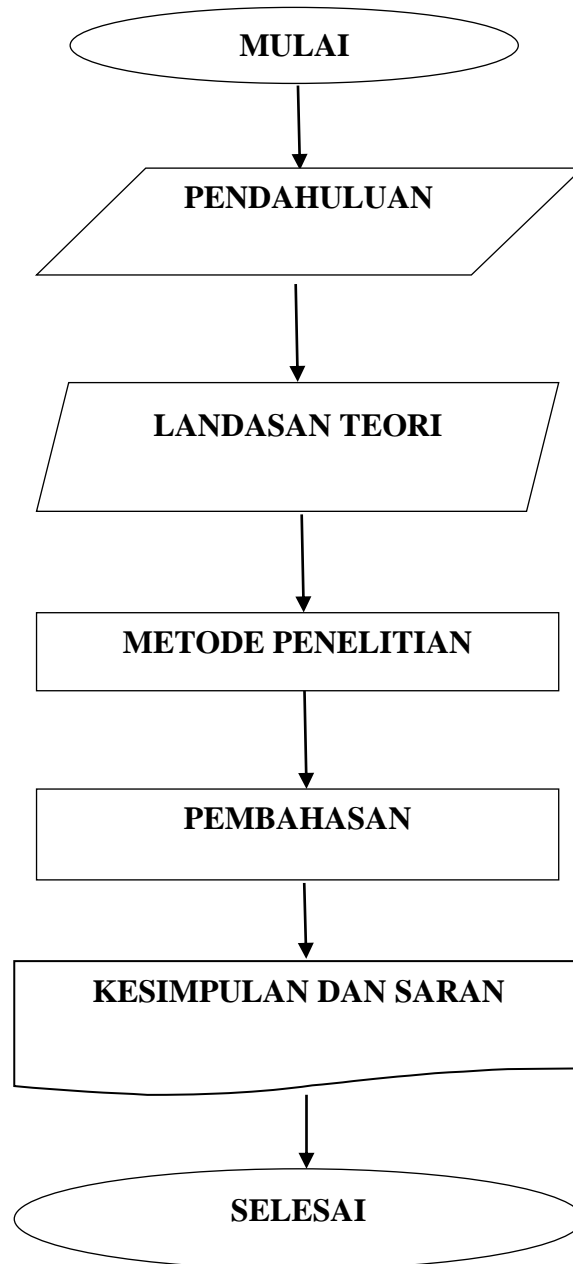 MULAI
PENDAHULUAN
LANDASAN TEORI
METODE PENELITIAN
PEMBAHASAN
KESIMPULAN DAN SARAN
SELESAI